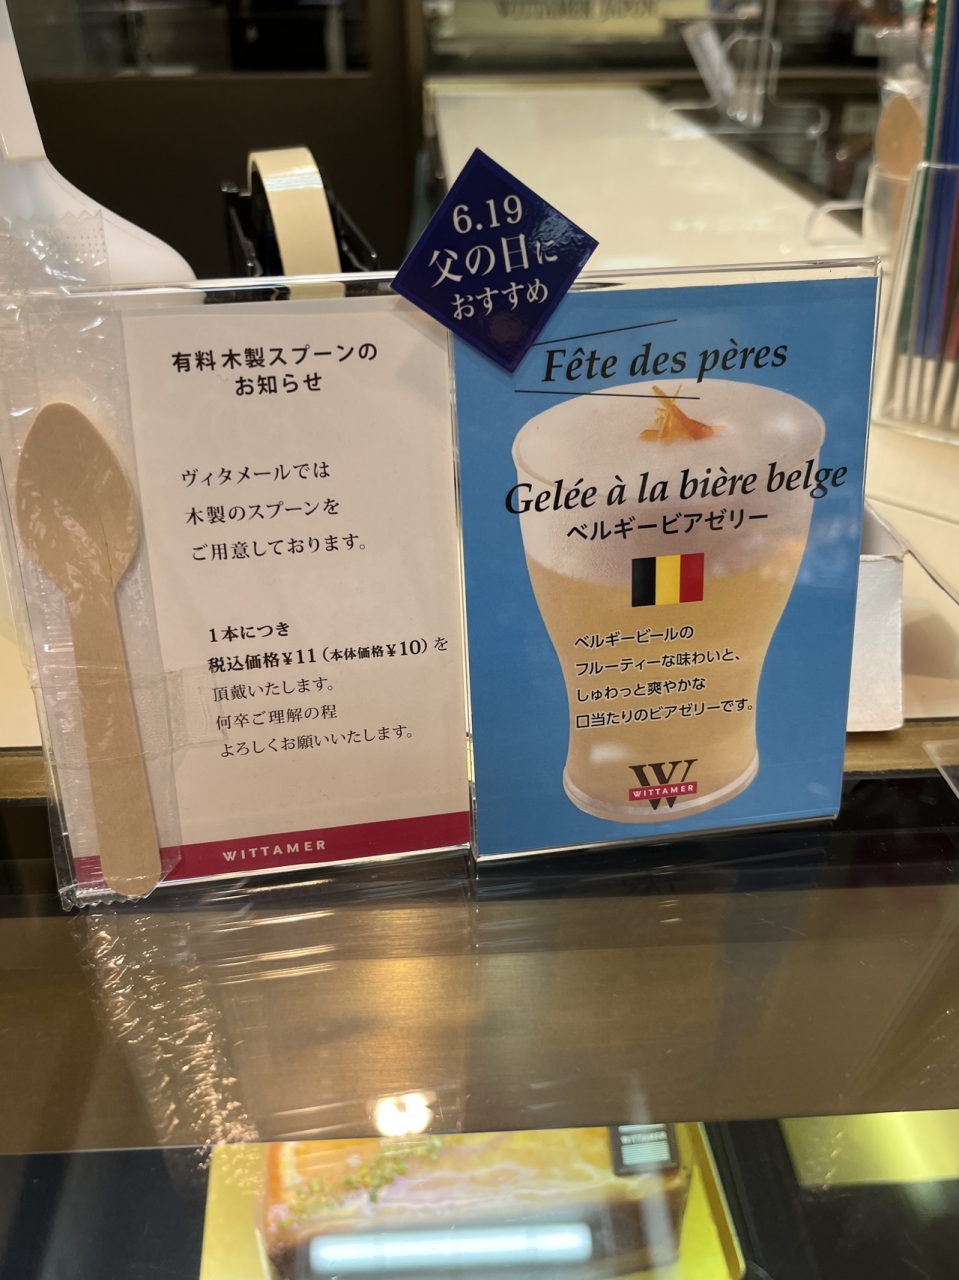 WITTAMER JAPON
6.19
父の日に
おすすめ
有料 木製スプーンの
お知らせ
ヴィタメールでは
木製のスプーンを
ご用意しております。
1本につき
税込価格¥11(本体価格¥10)を
頂戴いたします。
何卒ご理解の程
よろしくお願いいたします。
WITTAMER
Fête des pères
Gelée à la bière belge
ベルギービアゼリー
ベルギービールの
フルーティーな味わいと、
しゅわっと爽やかな
口当たりのビアゼリーです。
W
WITTAMER
WITTAMER